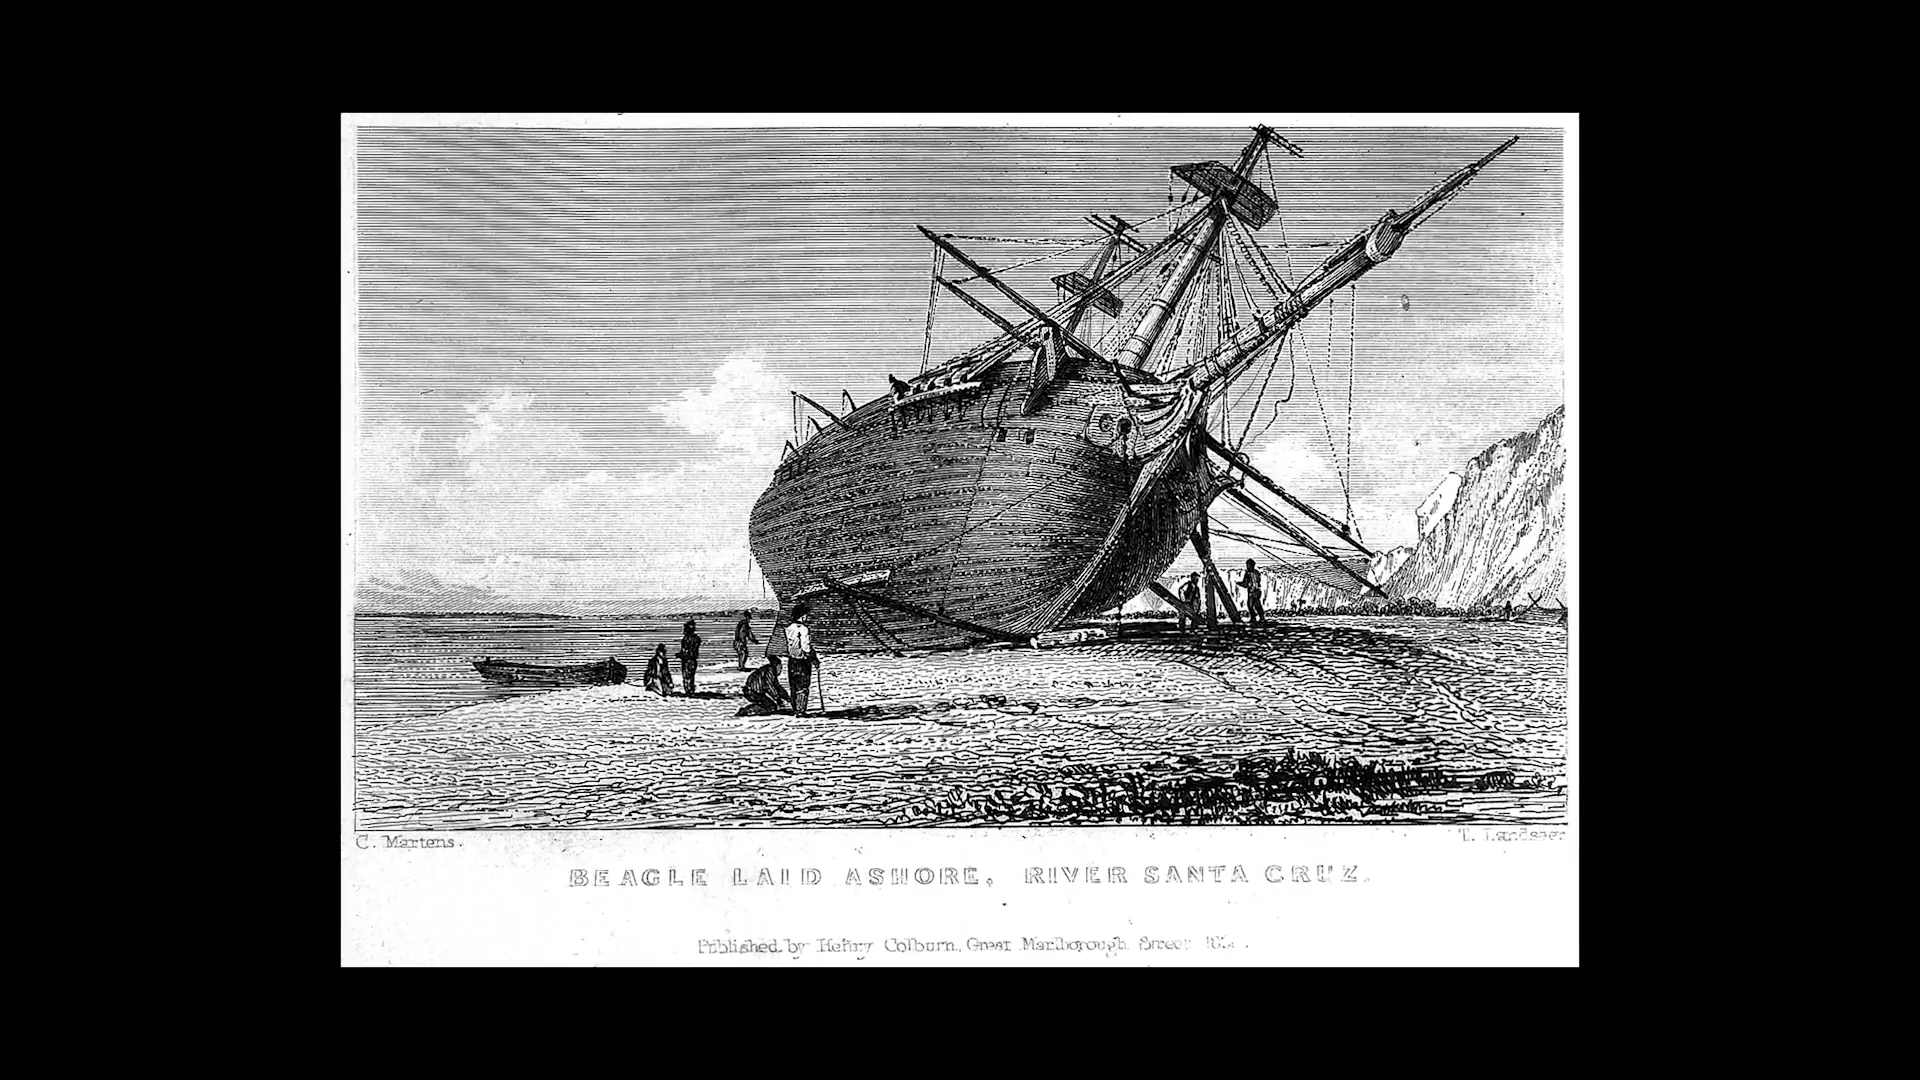 C. Martens. T. Landseer
BEAGLE LAID ASHORE, RIVER SANTA CRUZ.
Published by Henry Colburn, Great Marlborough Street